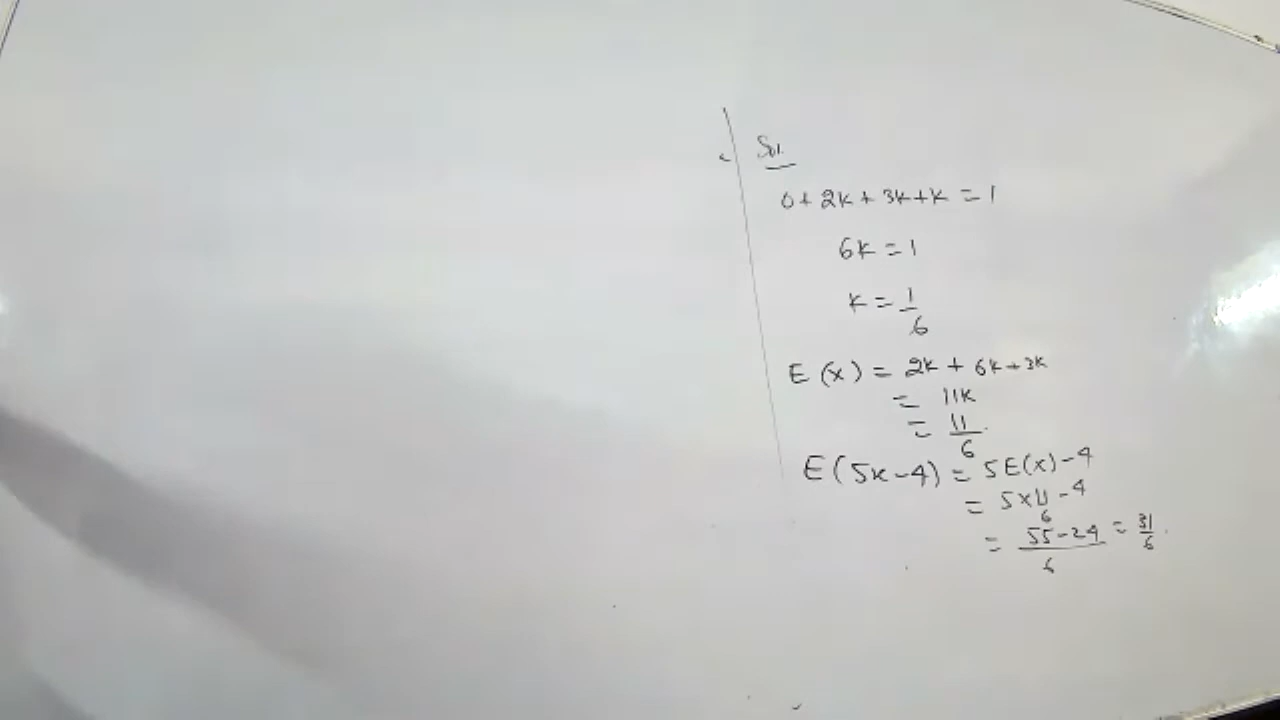 Sol.
0 + 2k + 3k + k = 1
6k = 1
k = 1/6
E(x) = 2k + 6k + 3k
= 11k
= 11/6
E(5x-4) = 5E(x) - 4
= 5 x 11/6 - 4
= (55 - 24)/6 = 31/6